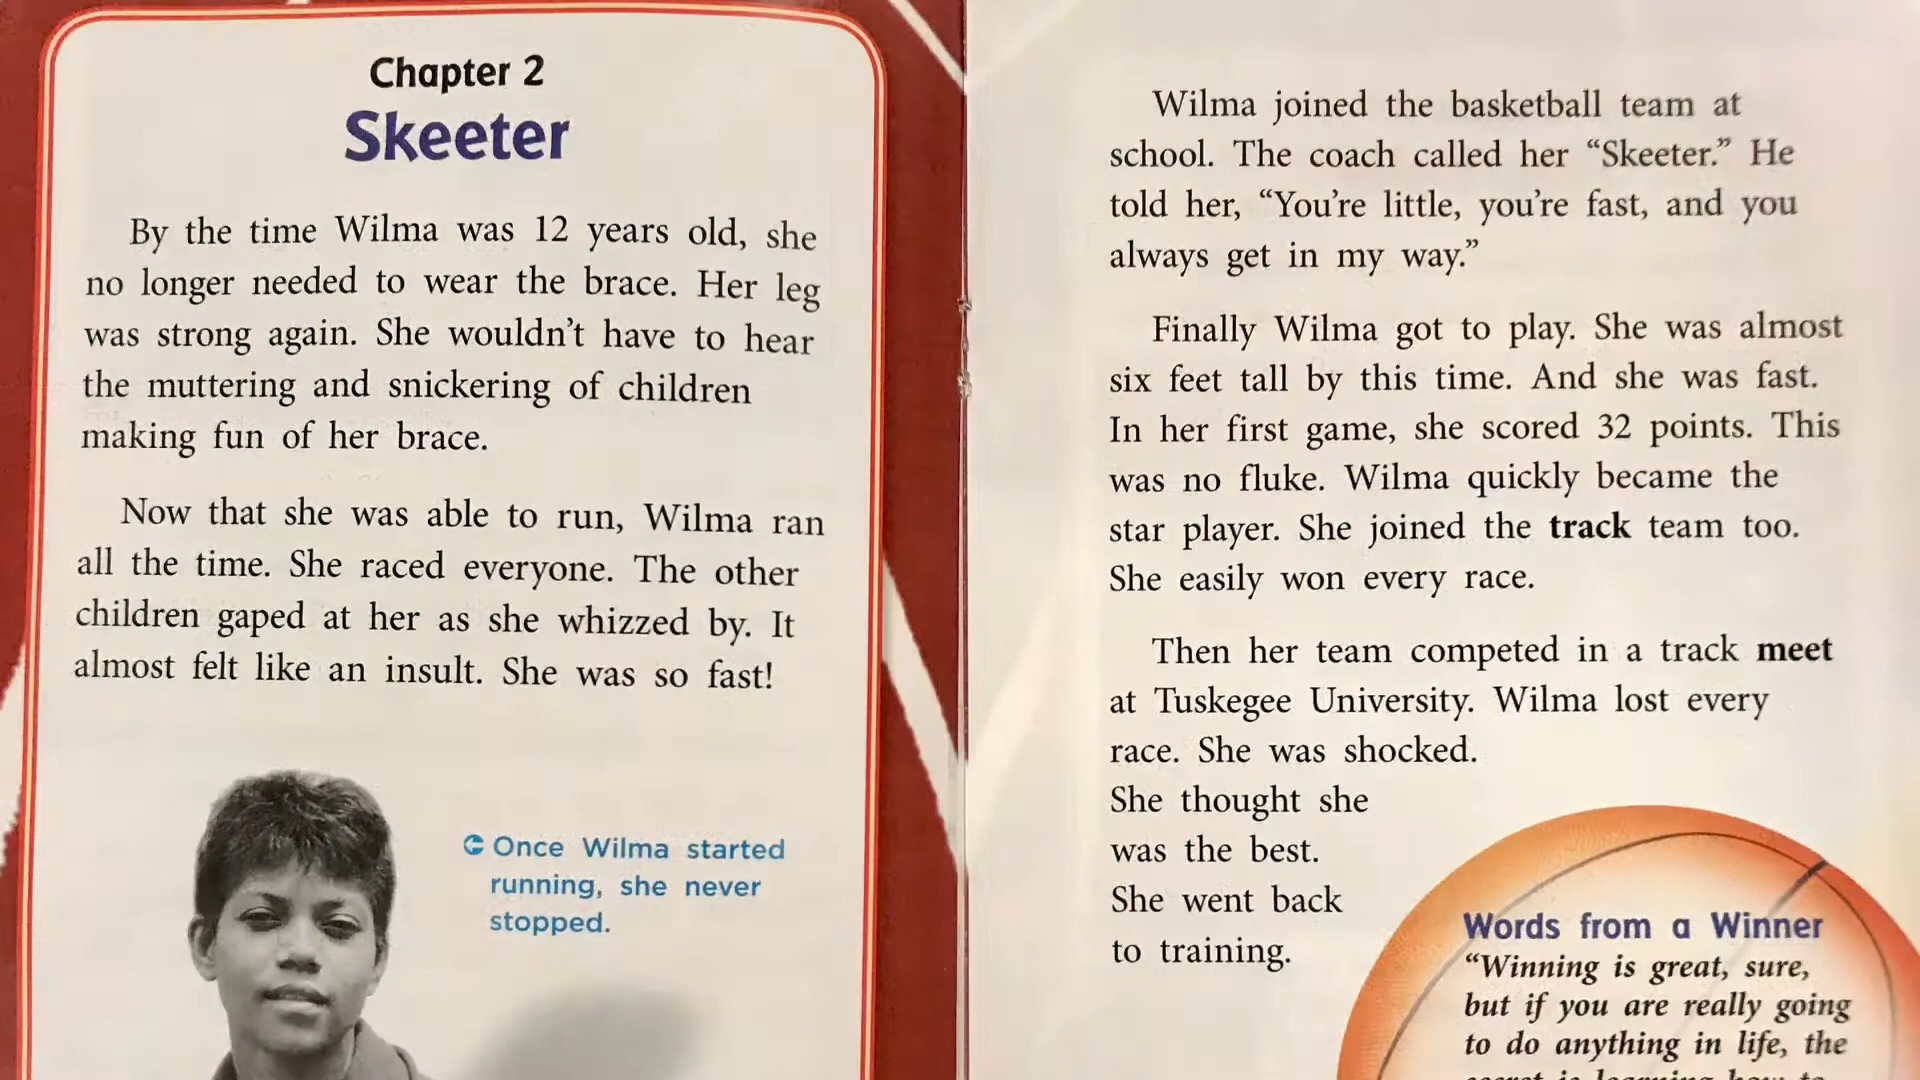 Chapter 2
Skeeter
By the time Wilma was 12 years old, she
no longer needed to wear the brace. Her leg
was strong again. She wouldn't have to hear
the muttering and snickering of children
making fun of her brace.
Now that she was able to run, Wilma ran
all the time. She raced everyone. The other
children gaped at her as she whizzed by. It
almost felt like an insult. She was so fast!
Once Wilma started
running, she never
stopped.
Wilma joined the basketball team at
school. The coach called her “Skeeter.” He
told her, “You're little, you're fast, and you
always get in my way.”
Finally Wilma got to play. She was almost
six feet tall by this time. And she was fast.
In her first game, she scored 32 points. This
was no fluke. Wilma quickly became the
star player. She joined the track team too.
She easily won every race.
Then her team competed in a track meet
at Tuskegee University. Wilma lost every
race. She was shocked.
She thought she
was the best.
She went back
to training.
Words from a Winner
“Winning is great, sure,
but if you are really going
to do anything in life, the